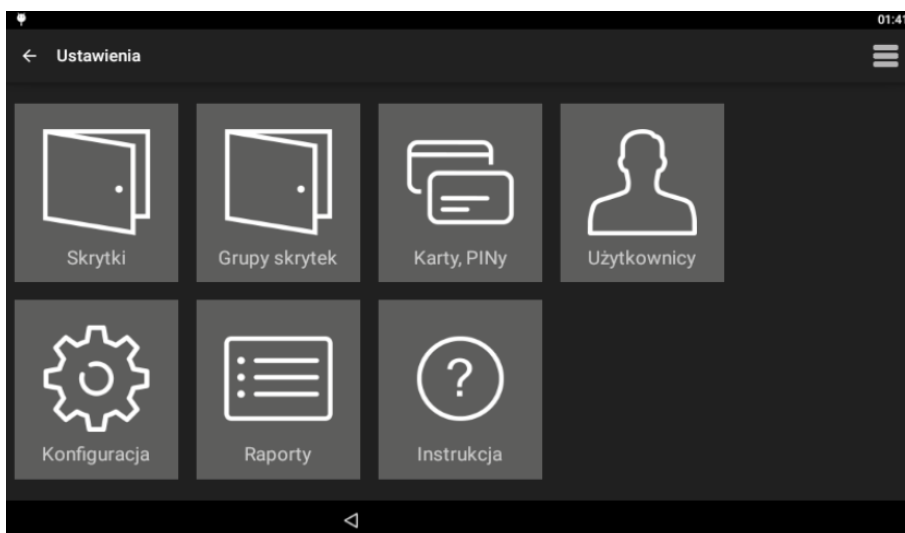 01:41
Ustawienia
Skrytki
Grupy skrytek
Karty, PINy
Użytkownicy
?
Konfiguracja
Raporty
Instrukcja